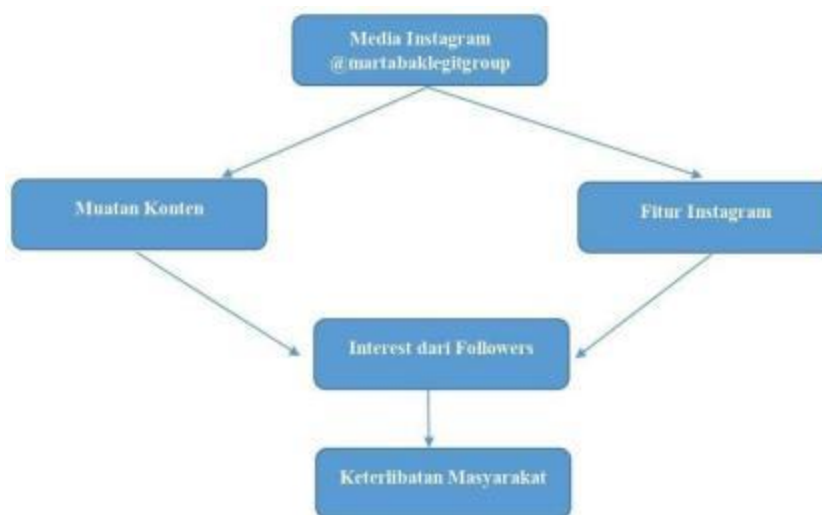 Media Instagram
@martabaklegitgroup
Muatan Konten
Fitur Instagram
Interest dari Followers
Keterlibatan Masyarakat